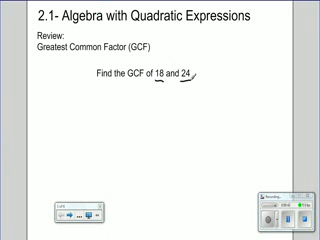 2.1- Algebra with Quadratic Expressions
Review:
Greatest Common Factor (GCF)
Find the GCF of 18 and 24